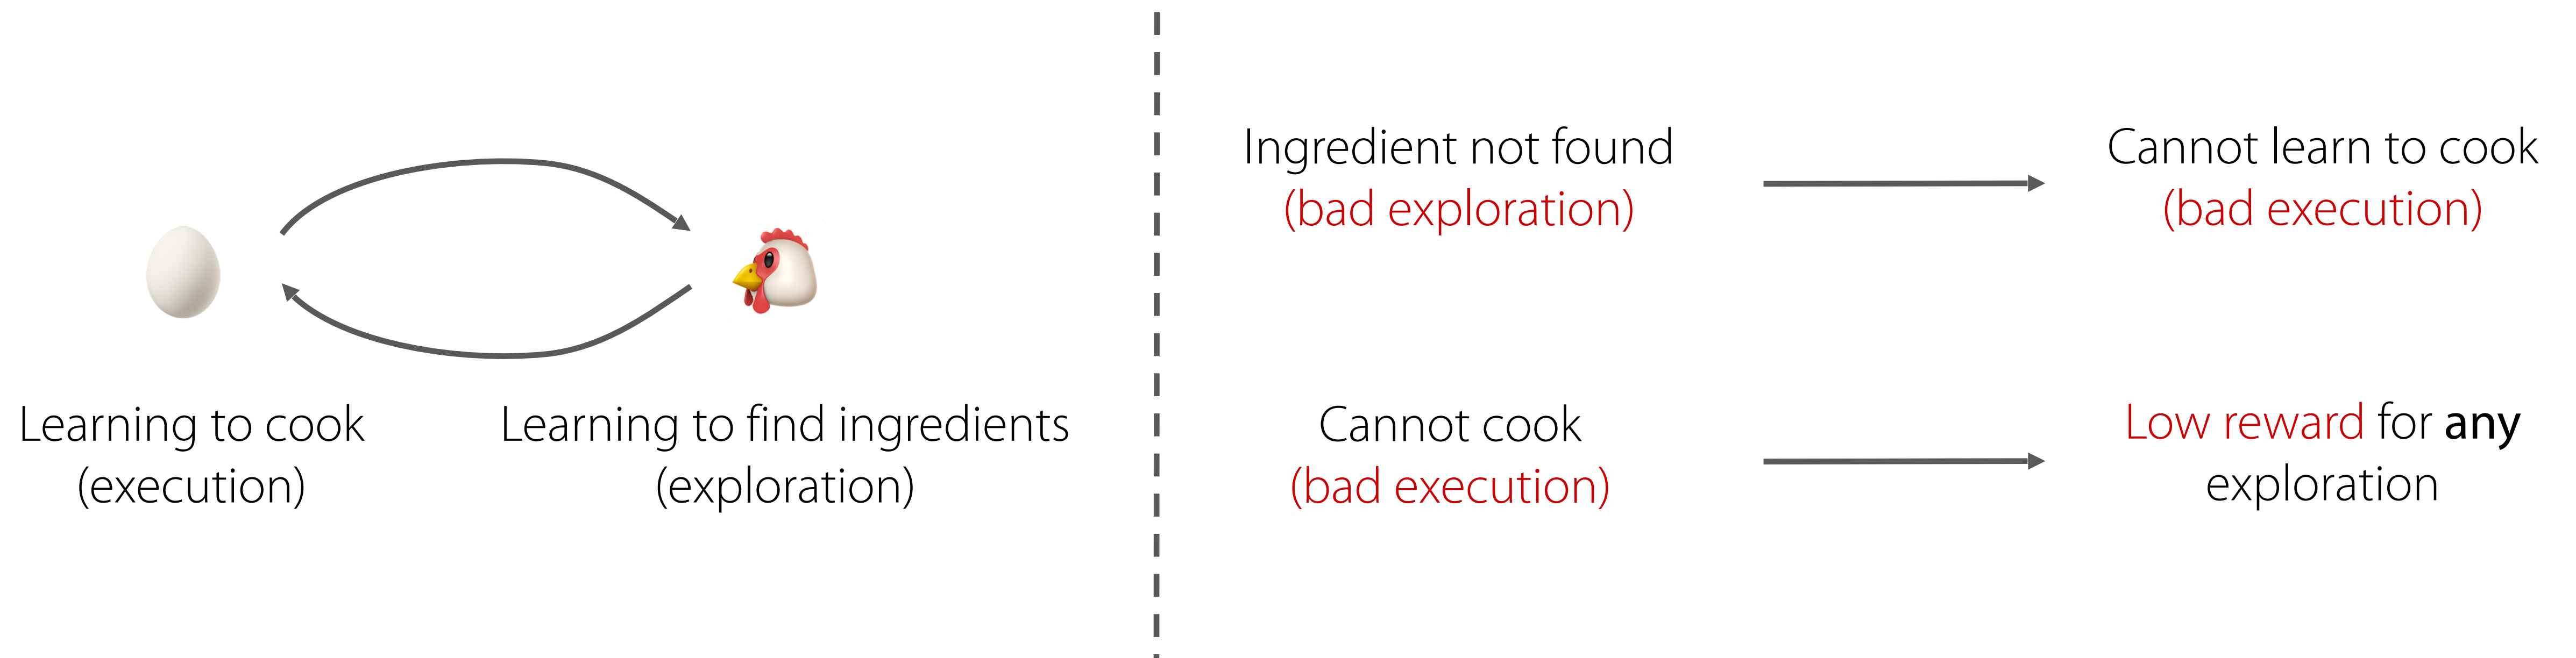 Learning to cook
(execution)
Learning to find ingredients
(exploration)
Ingredient not found
(bad exploration)
Cannot learn to cook
(bad execution)
Cannot cook
(bad execution)
Low reward for any
exploration